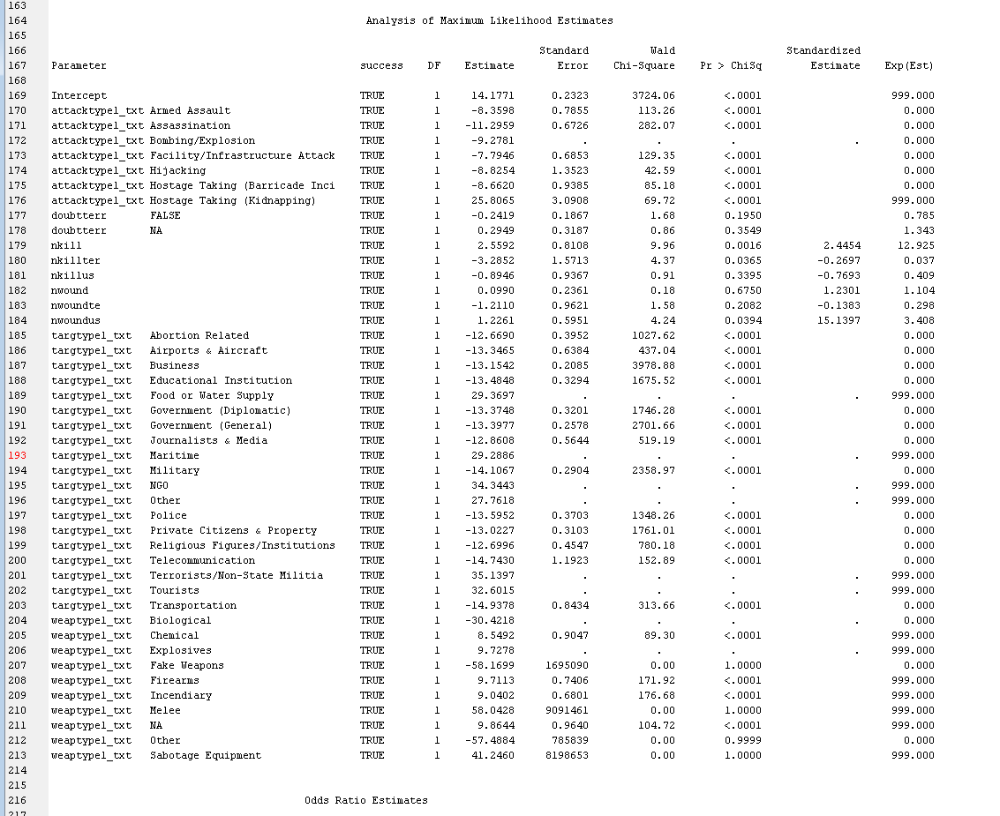 163
164 Analysis of Maximum Likelihood Estimates
165
166 Standard Wald Standardized
167 Parameter success DF Estimate Error Chi-Square Pr > ChiSq Estimate Exp(Est)
168
169 Intercept TRUE 1 14.1771 0.2323 3724.06 <.0001 999.000
170 attacktype1_txt Armed Assault TRUE 1 -8.3598 0.7855 113.26 <.0001 0.000
171 attacktype1_txt Assassination TRUE 1 -11.2959 0.6726 282.07 <.0001 0.000
172 attacktype1_txt Bombing/Explosion TRUE 1 -9.2781 . . . . 0.000
173 attacktype1_txt Facility/Infrastructure Attack TRUE 1 -7.7946 0.6853 129.35 <.0001 0.000
174 attacktype1_txt Hijacking TRUE 1 -8.8254 1.3523 42.59 <.0001 0.000
175 attacktype1_txt Hostage Taking (Barricade Inci TRUE 1 -8.6620 0.9385 85.18 <.0001 0.000
176 attacktype1_txt Hostage Taking (Kidnapping) TRUE 1 25.8065 3.0908 69.72 <.0001 999.000
177 doubtterr FALSE TRUE 1 -0.2419 0.1867 1.68 0.1950 0.785
178 doubtterr NA TRUE 1 0.2949 0.3187 0.86 0.3549 1.343
179 nkill TRUE 1 2.5592 0.8108 9.96 0.0016 2.4454 12.925
180 nkillter TRUE 1 -3.2852 1.5713 4.37 0.0365 -0.2697 0.037
181 nkillus TRUE 1 -0.8946 0.9367 0.91 0.3395 -0.7693 0.409
182 nwound TRUE 1 0.0990 0.2361 0.18 0.6750 1.2301 1.104
183 nwoundte TRUE 1 -1.2110 0.9621 1.58 0.2082 -0.1383 0.298
184 nwoundus TRUE 1 1.2261 0.5951 4.24 0.0394 15.1397 3.408
185 targtype1_txt Abortion Related TRUE 1 -12.6690 0.3952 1027.62 <.0001 0.000
186 targtype1_txt Airports & Aircraft TRUE 1 -13.3465 0.6384 437.04 <.0001 0.000
187 targtype1_txt Business TRUE 1 -13.1542 0.2085 3978.88 <.0001 0.000
188 targtype1_txt Educational Institution TRUE 1 -13.4848 0.3294 1675.52 <.0001 0.000
189 targtype1_txt Food or Water Supply TRUE 1 29.3697 . . . . 999.000
190 targtype1_txt Government (Diplomatic) TRUE 1 -13.3748 0.3201 1746.28 <.0001 0.000
191 targtype1_txt Government (General) TRUE 1 -13.3977 0.2578 2701.66 <.0001 0.000
192 targtype1_txt Journalists & Media TRUE 1 -12.8608 0.5644 519.19 <.0001 0.000
193 targtype1_txt Maritime TRUE 1 29.2886 . . . . 999.000
194 targtype1_txt Military TRUE 1 -14.1067 0.2904 2358.97 <.0001 0.000
195 targtype1_txt NGO TRUE 1 34.3443 . . . . 999.000
196 targtype1_txt Other TRUE 1 27.7618 . . . . 999.000
197 targtype1_txt Police TRUE 1 -13.5952 0.3703 1348.26 <.0001 0.000
198 targtype1_txt Private Citizens & Property TRUE 1 -13.0227 0.3103 1761.01 <.0001 0.000
199 targtype1_txt Religious Figures/Institutions TRUE 1 -12.6996 0.4547 780.18 <.0001 0.000
200 targtype1_txt Telecommunication TRUE 1 -14.7430 1.1923 152.89 <.0001 0.000
201 targtype1_txt Terrorists/Non-State Militia TRUE 1 35.1397 . . . . 999.000
202 targtype1_txt Tourists TRUE 1 32.6015 . . . . 999.000
203 targtype1_txt Transportation TRUE 1 -14.9378 0.8434 313.66 <.0001 0.000
204 weaptype1_txt Biological TRUE 1 -30.4218 . . . . 0.000
205 weaptype1_txt Chemical TRUE 1 8.5492 0.9047 89.30 <.0001 999.000
206 weaptype1_txt Explosives TRUE 1 9.7278 . . . . 999.000
207 weaptype1_txt Fake Weapons TRUE 1 -58.1699 1695090 0.00 1.0000 0.000
208 weaptype1_txt Firearms TRUE 1 9.7113 0.7406 171.92 <.0001 999.000
209 weaptype1_txt Incendiary TRUE 1 9.0402 0.6801 176.68 <.0001 999.000
210 weaptype1_txt Melee TRUE 1 58.0428 9091461 0.00 1.0000 999.000
211 weaptype1_txt NA TRUE 1 9.8644 0.9640 104.72 <.0001 999.000
212 weaptype1_txt Other TRUE 1 -57.4884 785839 0.00 0.9999 0.000
213 weaptype1_txt Sabotage Equipment TRUE 1 41.2460 8198653 0.00 1.0000 999.000
214
215
216 Odds Ratio Estimates
217